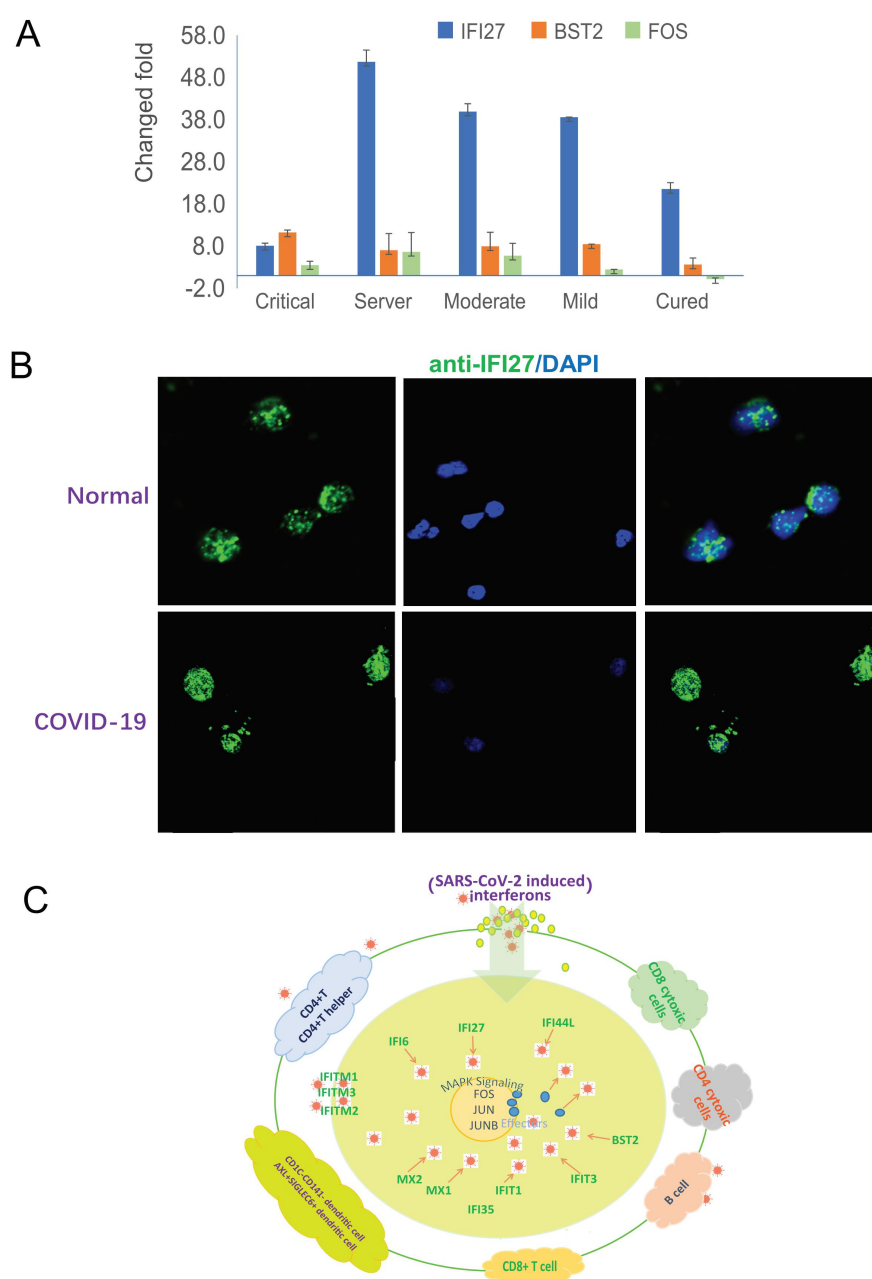 A
58.0
48.0
38.0
28.0
18.0
8.0
-2.0
Changed fold
IFI27 BST2 FOS
Critical Server Moderate Mild Cured
B
anti-IFI27/DAPI
Normal
COVID-19
C
(SARS-CoV-2 induced)
interferons
CD4+T
CD4+T helper
CD8 cytoxic
cells
CD4 cytoxic
cells
B cell
CD8+ T cell
CD1C-CD141- dendritic cell
AXL+SIGLEC6+ dendritic cell
IFITM1
IFITM3
IFITM2
IFI6
IFI27
IFI44L
MAPK Signaling
FOS
JUN
JUNB
Effectors
BST2
IFIT3
IFIT1
MX1
MX2
IFI35